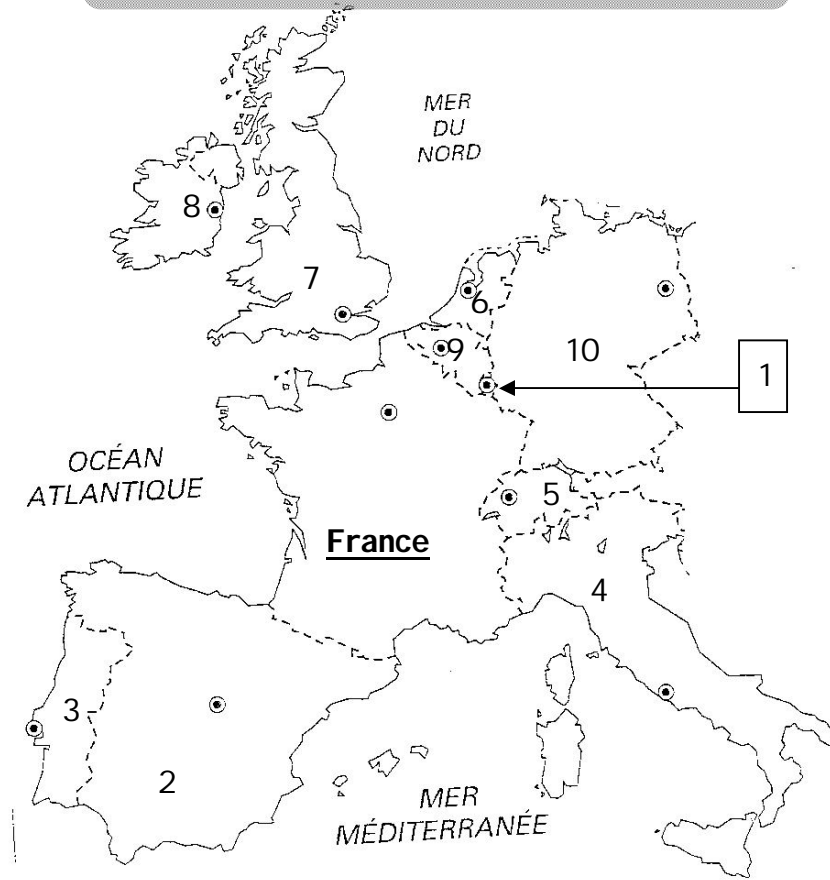 MER
DU
NORD
8
7
6
9
10
1
OCÉAN
ATLANTIQUE
5
France
4
3
2
MER
MÉDITERRANÉE